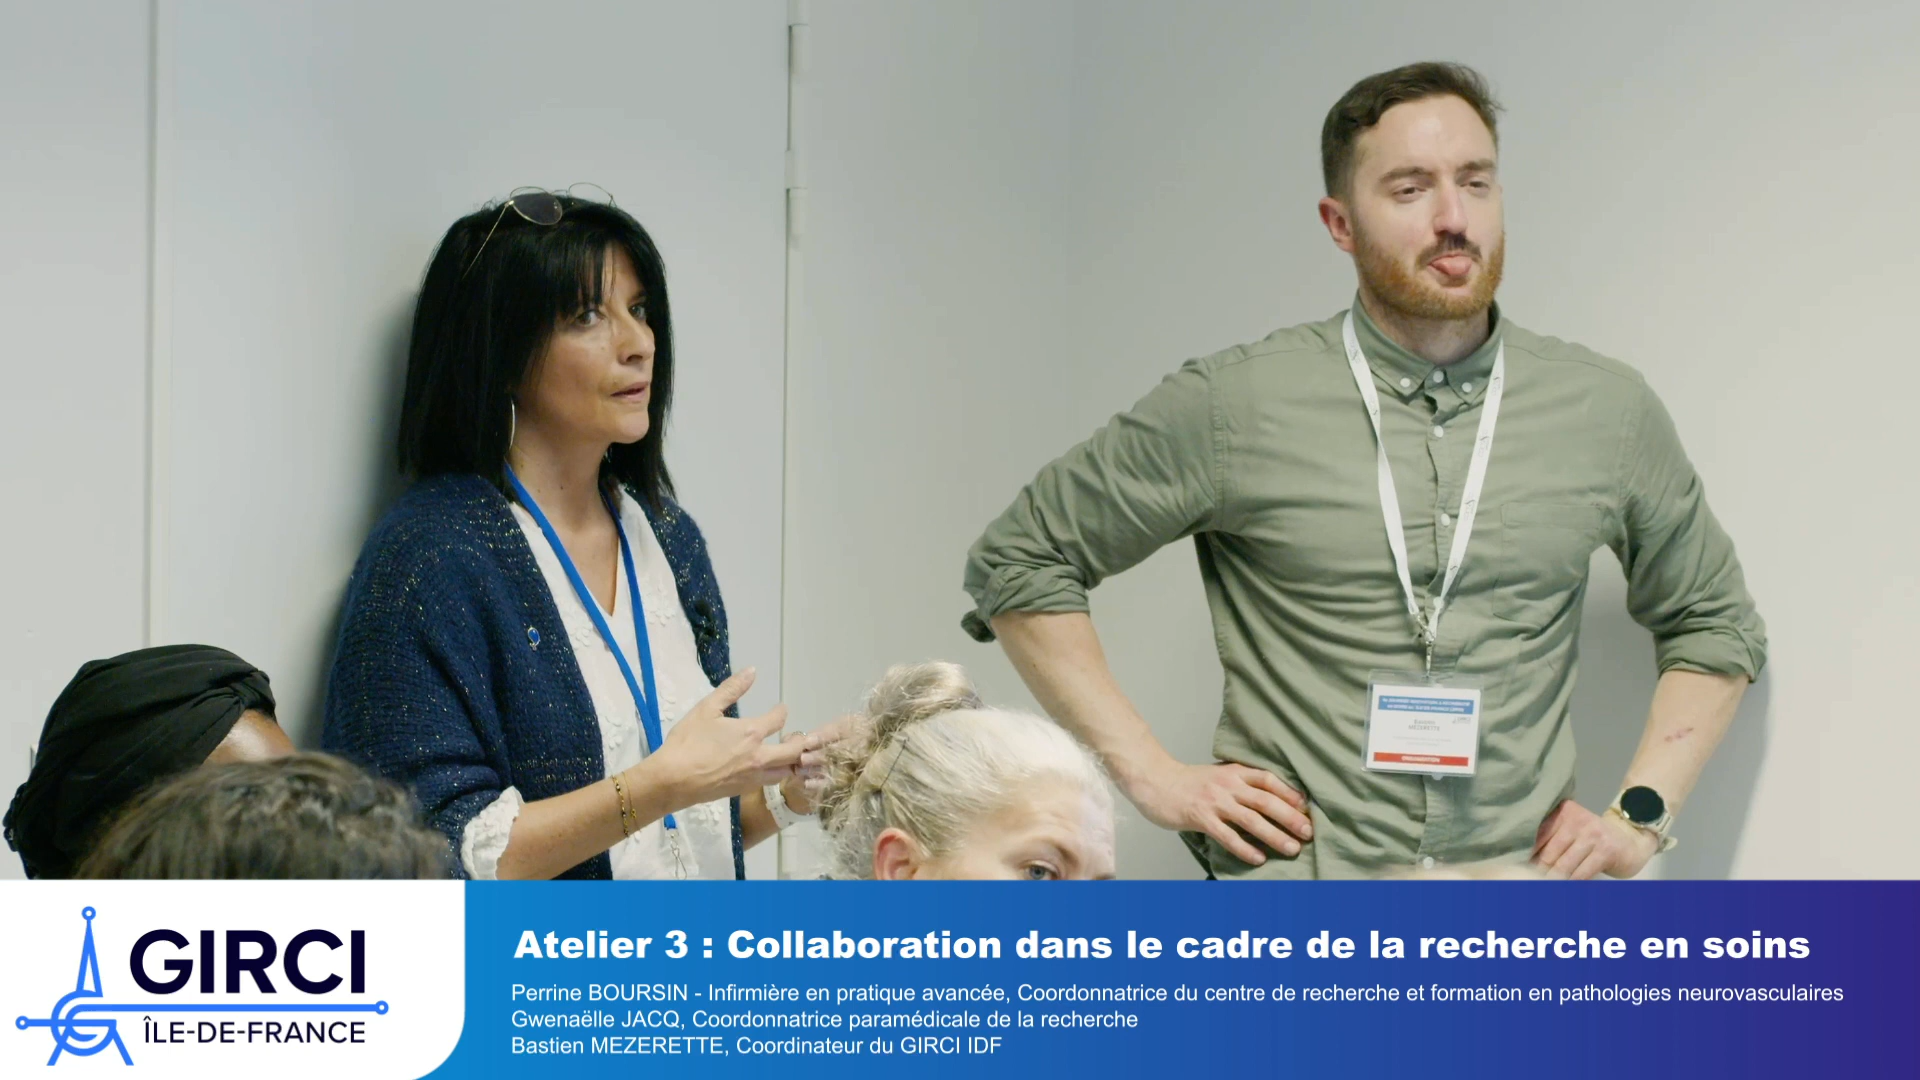 Bastien
MEZERETTE
GIRCI
ÎLE-DE-FRANCE
Atelier 3 : Collaboration dans le cadre de la recherche en soins
Perrine BOURSIN - Infirmière en pratique avancée, Coordonnatrice du centre de recherche et formation en pathologies neurovasculaires
Gwenaëlle JACQ, Coordonnatrice paramédicale de la recherche
Bastien MEZERETTE, Coordinateur du GIRCI IDF